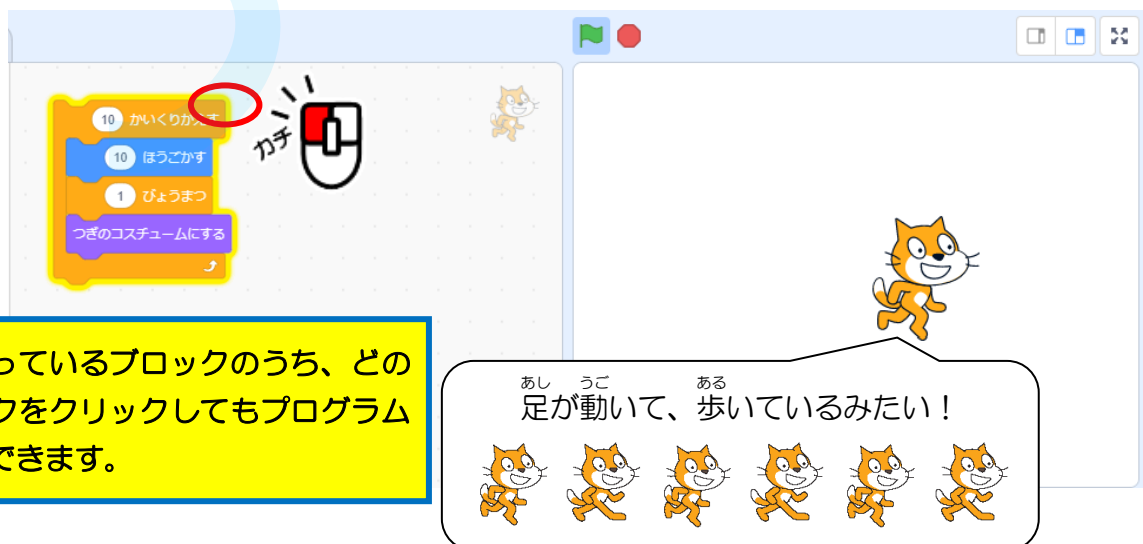 10 かいくりかえす
10 ほうごかす
1 びょうまつ
つぎのコスチュームにする
カチ
っているブロックのうち、どの
クをクリックしてもプログラム
できます。
あし うご ある
足が動いて、歩いているみたい!